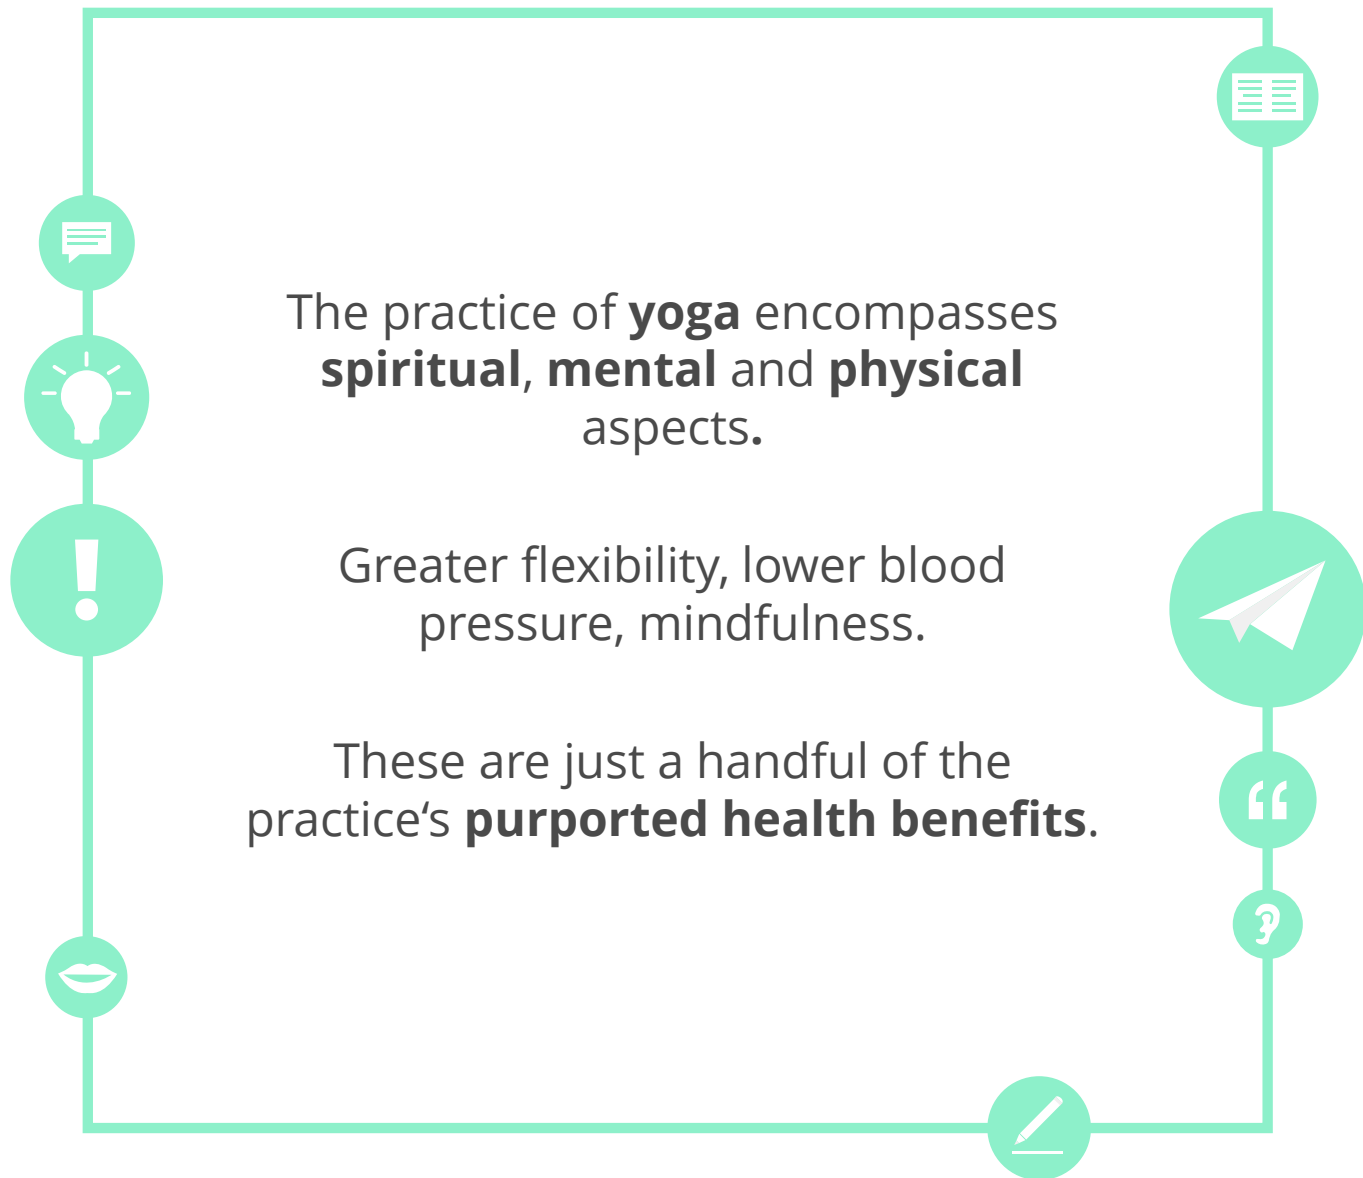 The practice of yoga encompasses
spiritual, mental and physical
aspects.
Greater flexibility, lower blood
pressure, mindfulness.
These are just a handful of the
practice‘s purported health benefits.